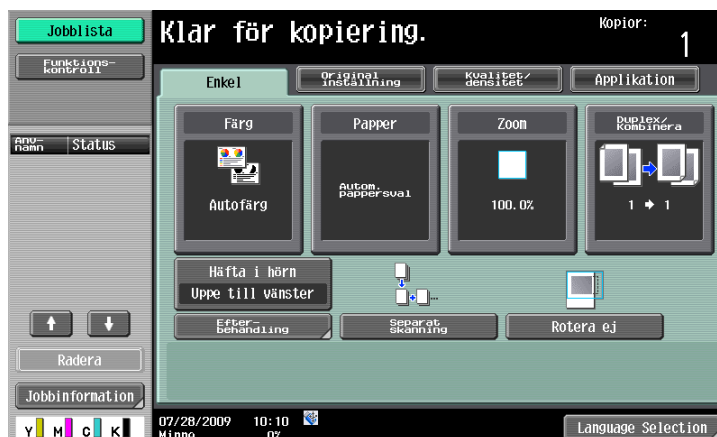 Jobblista
Klar för kopiering.
Kopior:
1
Funktions-
kontroll
Enkel
Original
inställning
Kvalitet/
densitet
Applikation
Färg
Papper
Zoom
Duplex/
Kombinera
Anv-
namn
Status
Autofärg
Autom.
pappersval
100.0%
1 → 1
Häfta i hörn
Uppe till vänster
Efter-
behandling
Separat
skanning
Rotera ej
Radera
Jobbinformation
07/28/2009 10:10
Minne 0%
Y M C K
Language Selection